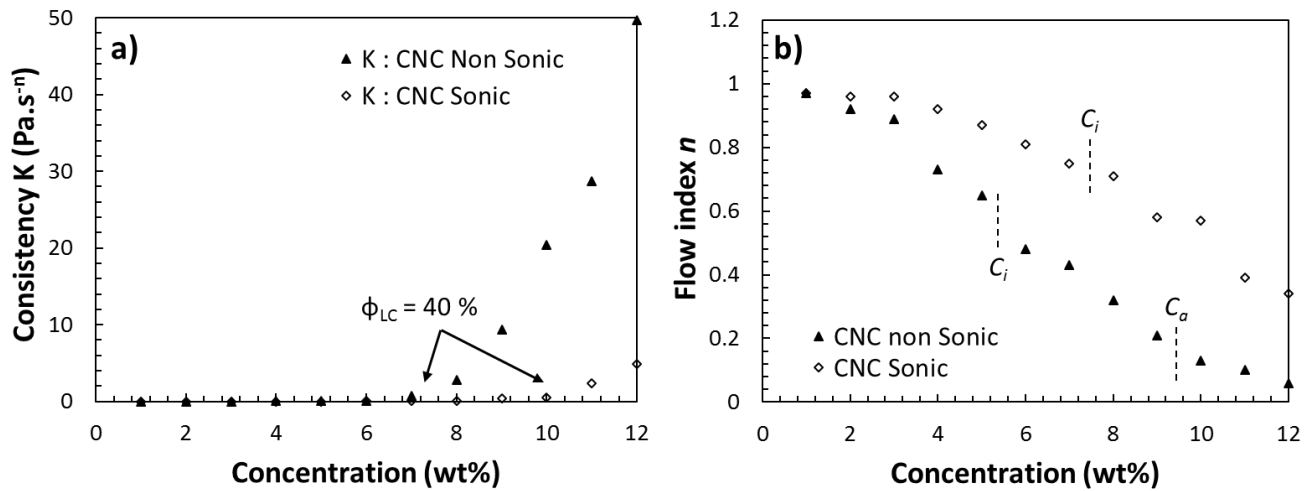 a)
K : CNC Non Sonic
K : CNC Sonic
ϕLC = 40 %
Consistency K (Pa.s⁻ⁿ)
50
40
30
20
10
0
0 2 4 6 8 10 12
Concentration (wt%)
b)
Ci
Ci
Ca
CNC non Sonic
CNC Sonic
Flow index n
1.2
1
0.8
0.6
0.4
0.2
0
0 2 4 6 8 10 12
Concentration (wt%)